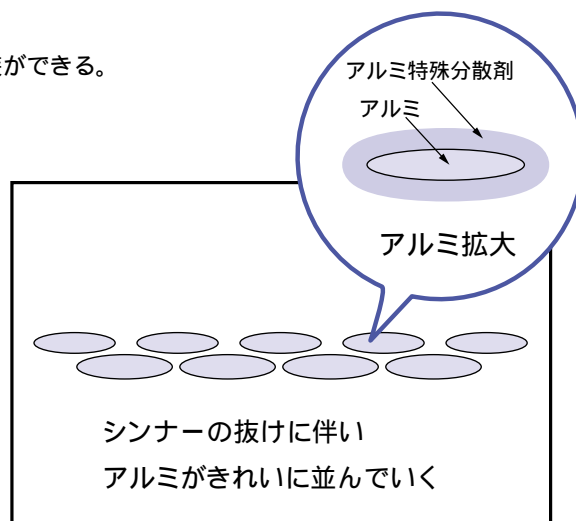 ができる。
アルミ特殊分散剤
アルミ
アルミ拡大
シンナーの抜けに伴い
アルミがきれいに並んでいく